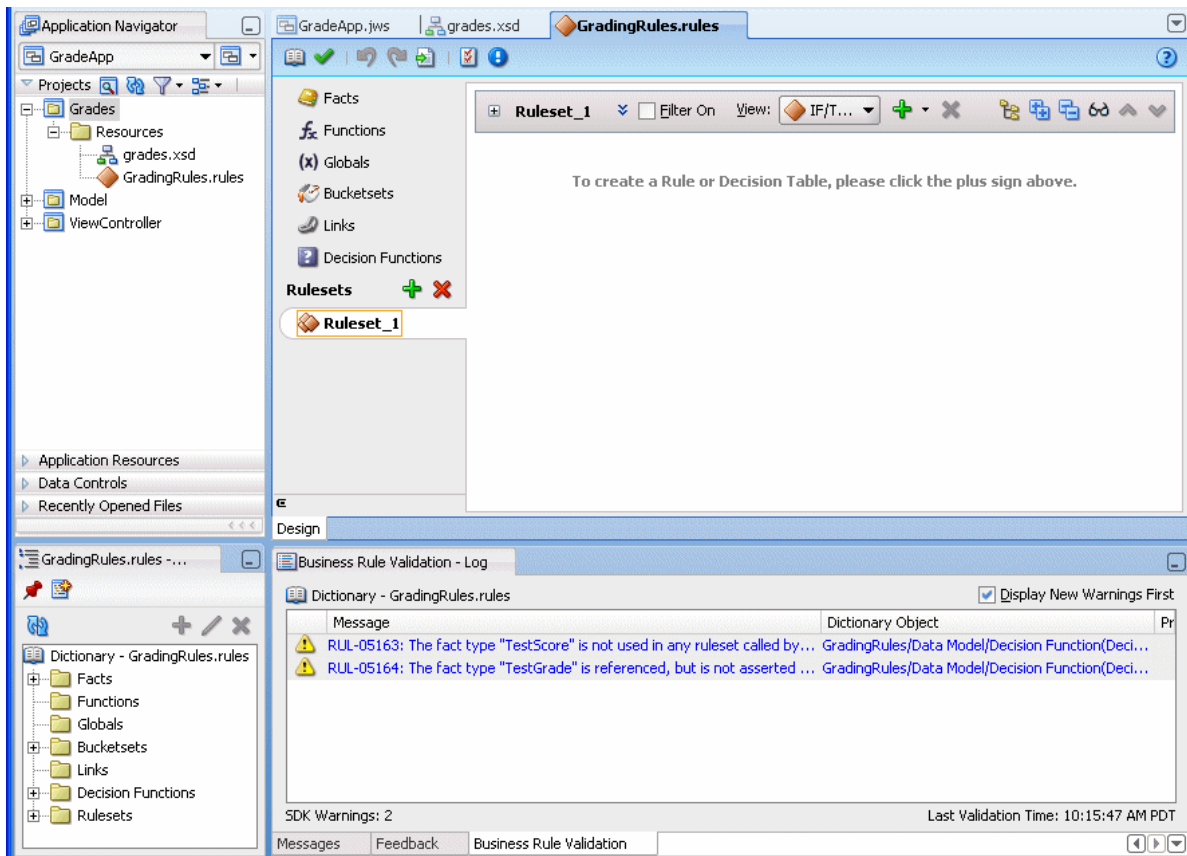 Application Navigator
GradeApp
Projects
Grades
Resources
grades.xsd
GradingRules.rules
Model
ViewController
Application Resources
Data Controls
Recently Opened Files
GradeApp.jws
grades.xsd
GradingRules.rules
Facts
Functions
(x) Globals
Bucketsets
Links
Decision Functions
Rulesets
Ruleset_1
Ruleset_1 Filter On View: IF/T...
To create a Rule or Decision Table, please click the plus sign above.
Design
GradingRules.rules -...
Dictionary - GradingRules.rules
Facts
Functions
Globals
Bucketsets
Links
Decision Functions
Rulesets
Business Rule Validation - Log
Dictionary - GradingRules.rules Display New Warnings First
Message Dictionary Object Pr
RUL-05163: The fact type "TestScore" is not used in any ruleset called by... GradingRules/Data Model/Decision Function(Deci...
RUL-05164: The fact type "TestGrade" is referenced, but is not asserted ... GradingRules/Data Model/Decision Function(Deci...
SDK Warnings: 2 Last Validation Time: 10:15:47 AM PDT
Messages Feedback Business Rule Validation